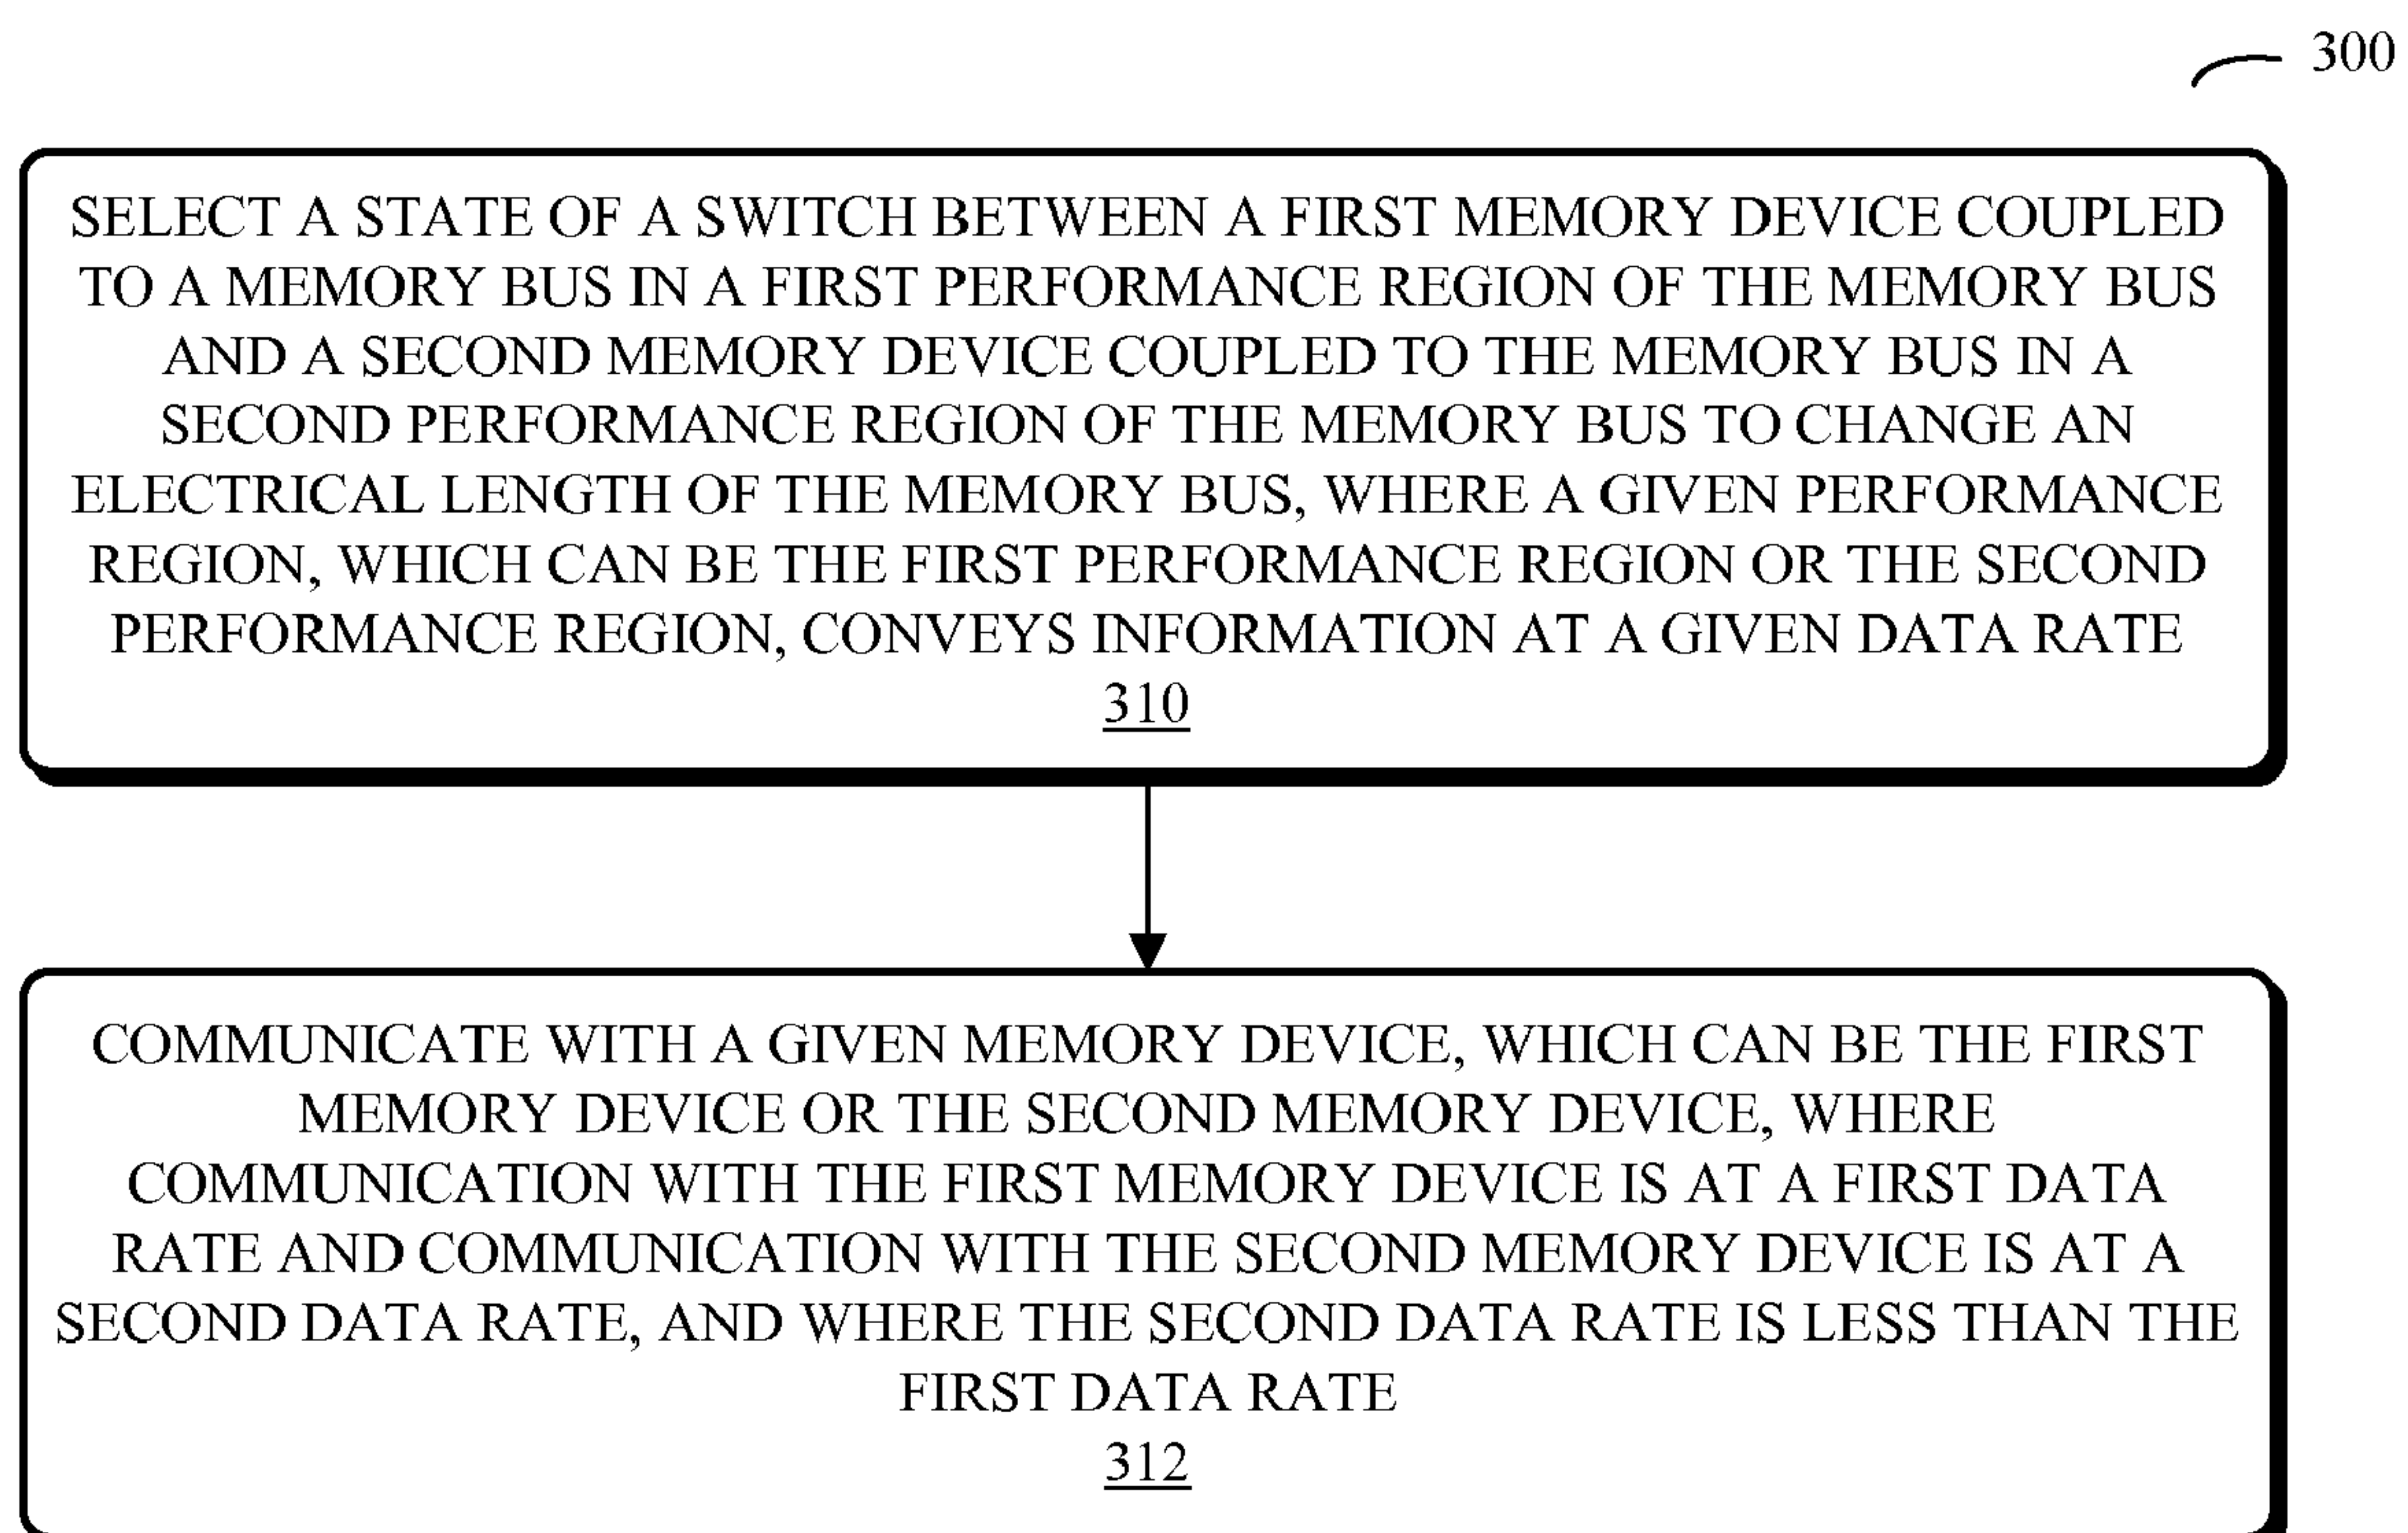 300
SELECT A STATE OF A SWITCH BETWEEN A FIRST MEMORY DEVICE COUPLED
TO A MEMORY BUS IN A FIRST PERFORMANCE REGION OF THE MEMORY BUS
AND A SECOND MEMORY DEVICE COUPLED TO THE MEMORY BUS IN A
SECOND PERFORMANCE REGION OF THE MEMORY BUS TO CHANGE AN
ELECTRICAL LENGTH OF THE MEMORY BUS, WHERE A GIVEN PERFORMANCE
REGION, WHICH CAN BE THE FIRST PERFORMANCE REGION OR THE SECOND
PERFORMANCE REGION, CONVEYS INFORMATION AT A GIVEN DATA RATE
310
COMMUNICATE WITH A GIVEN MEMORY DEVICE, WHICH CAN BE THE FIRST
MEMORY DEVICE OR THE SECOND MEMORY DEVICE, WHERE
COMMUNICATION WITH THE FIRST MEMORY DEVICE IS AT A FIRST DATA
RATE AND COMMUNICATION WITH THE SECOND MEMORY DEVICE IS AT A
SECOND DATA RATE, AND WHERE THE SECOND DATA RATE IS LESS THAN THE
FIRST DATA RATE
312